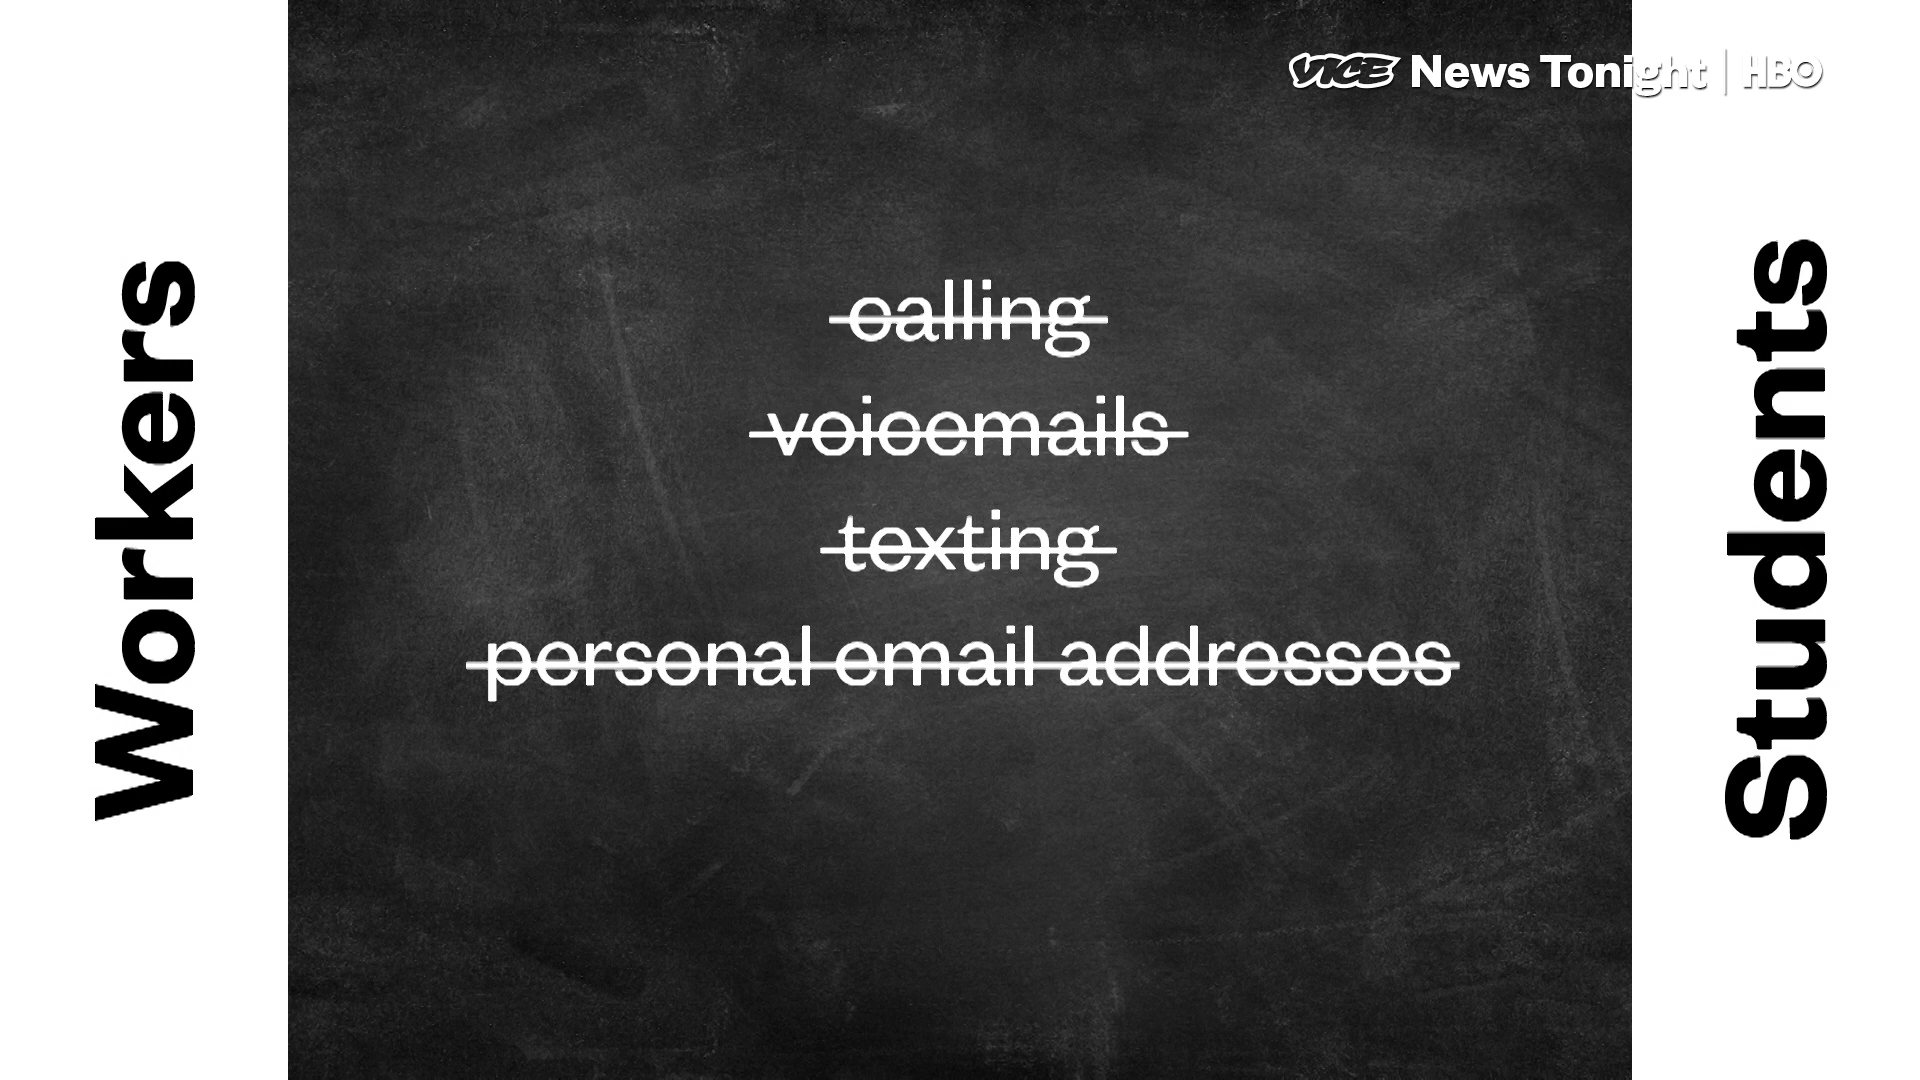 VICE News Tonight | HBO
Workers
calling
voicemails
texting
personal email addresses
Students